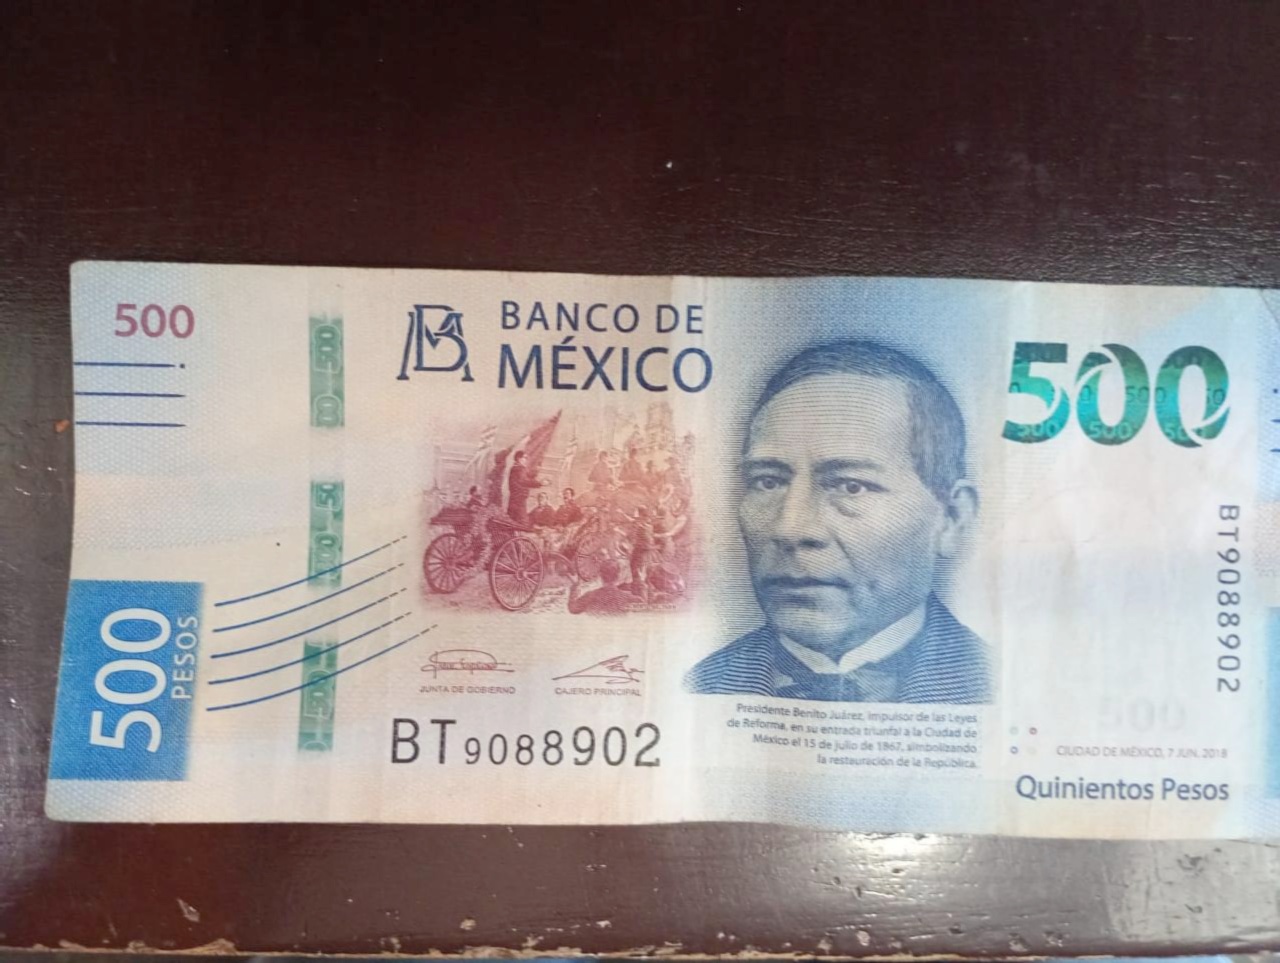 500
BM
BANCO DE
MÉXICO
500
BT9088902
500
PESOS
JUNTA DE GOBIERNO
CAJERO PRINCIPAL
BT9088902
Presidente Benito Juárez, impulsor de las Leyes
de Reforma, en su entrada triunfal a la Ciudad de
México el 15 de julio de 1867, simbolizando
la restauración de la República.
500
CIUDAD DE MÉXICO, 7 JUN. 2018
Quinientos Pesos